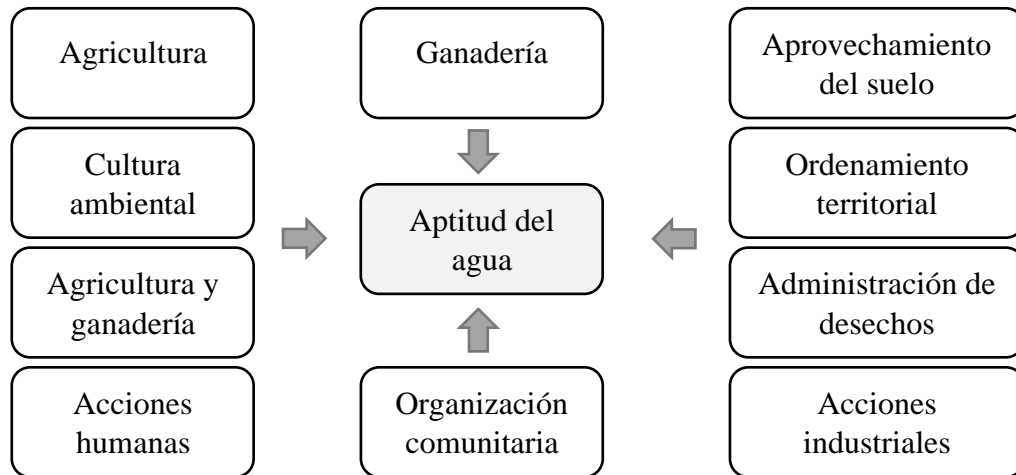 Agricultura
Ganadería
Aprovechamiento
del suelo
Cultura
ambiental
Ordenamiento
territorial
Aptitud del
agua
Agricultura y
ganadería
Administración de
desechos
Acciones
humanas
Organización
comunitaria
Acciones
industriales